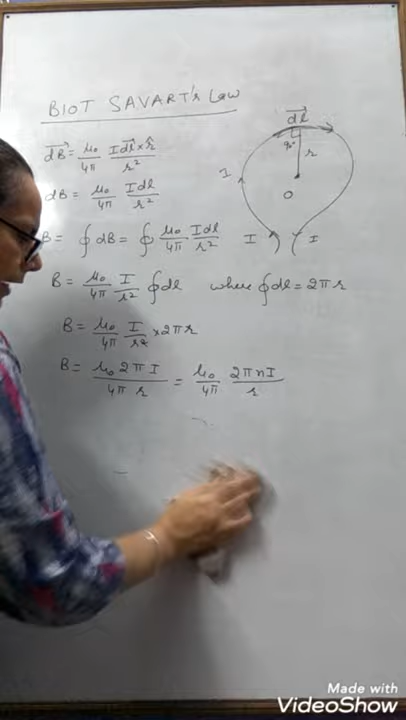 BIOT SAVART's Law
dB⃗ = μ₀/4π I dl⃗ × r̂ / r²
dB = μ₀/4π Idl/r²
B = ∮ dB = ∮ μ₀/4π Idl/r²
B = μ₀/4π I/r² ∮dl where ∮dl = 2πr
B = μ₀/4π I/r² × 2πr
B = μ₀ 2π I / 4π r = μ₀/4π 2πnI/r
dl⃗
90°
r
I
O
I I
Made with
VideoShow